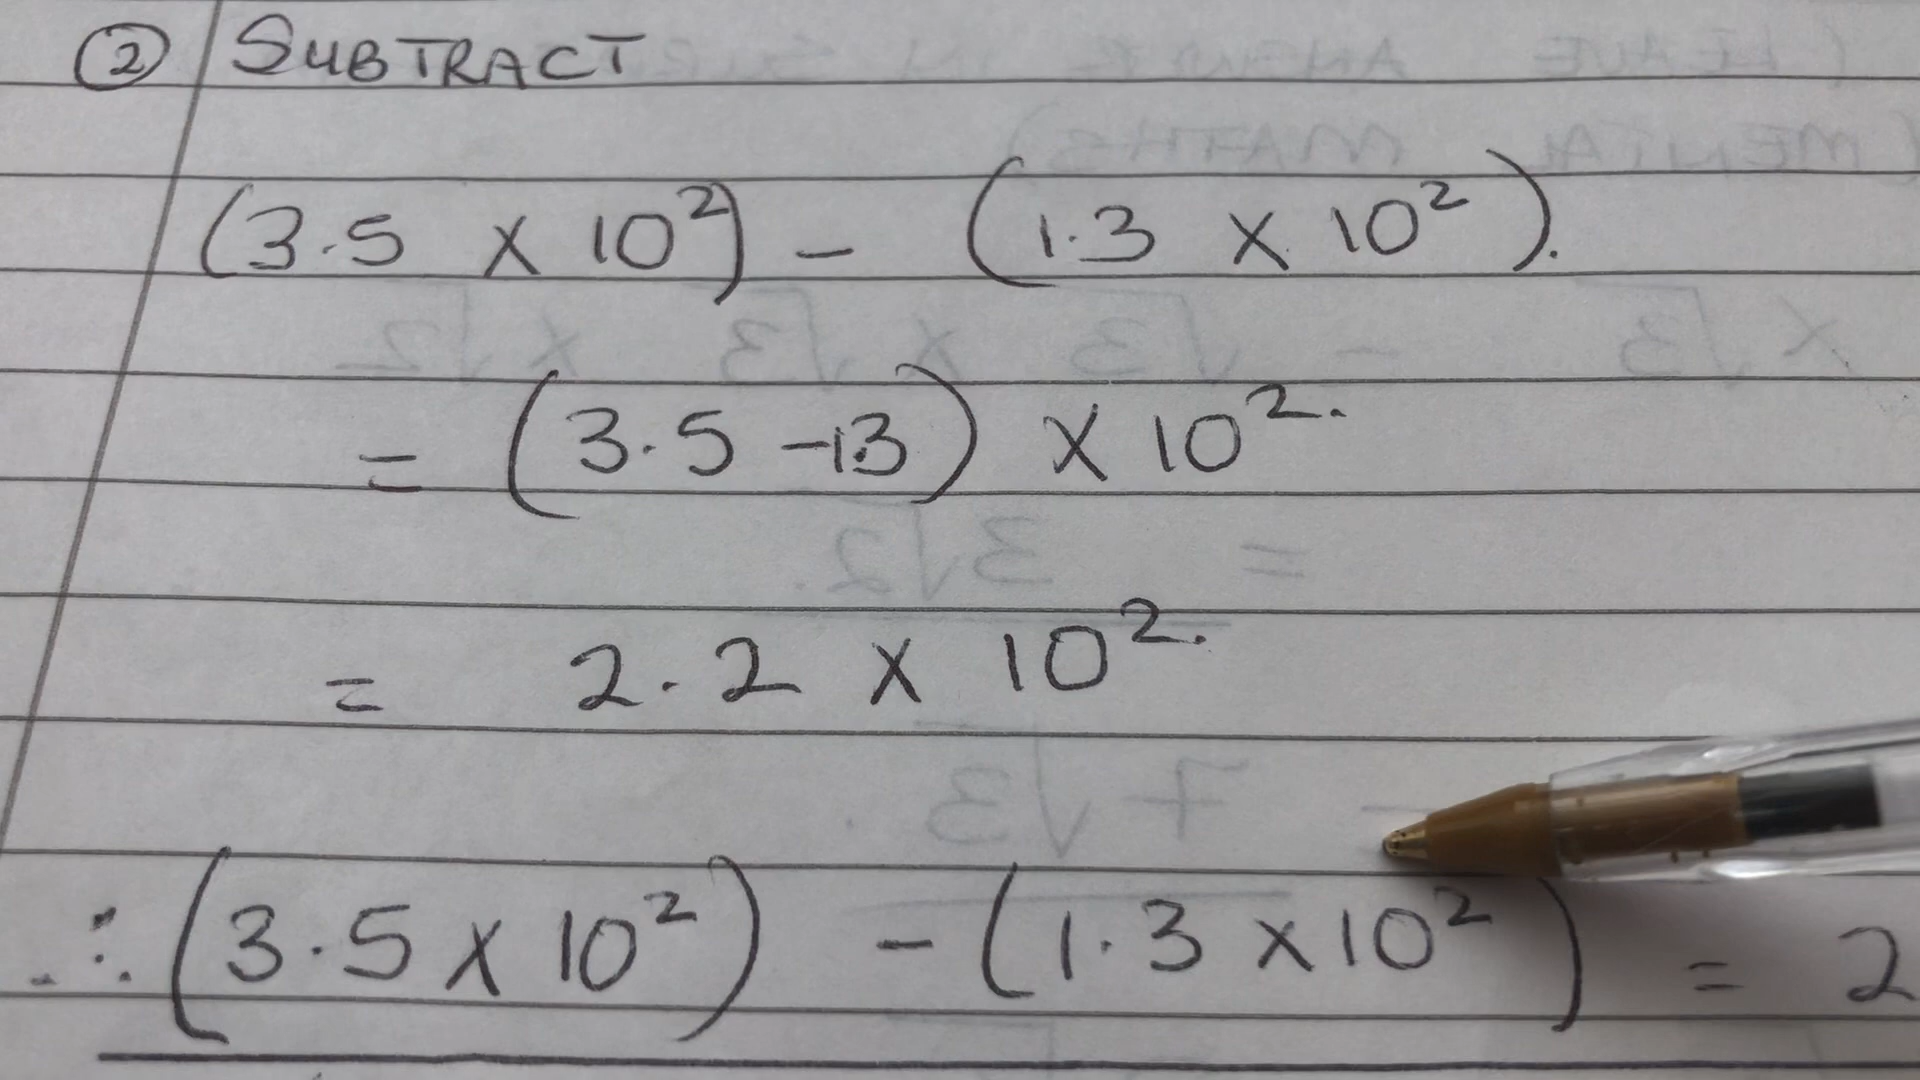 ② SUBTRACT
(3.5 × 10²) - (1.3 × 10²).
= (3.5 - 1.3) × 10².
= 2.2 × 10².
∴ (3.5 × 10²) - (1.3 × 10²) = 2